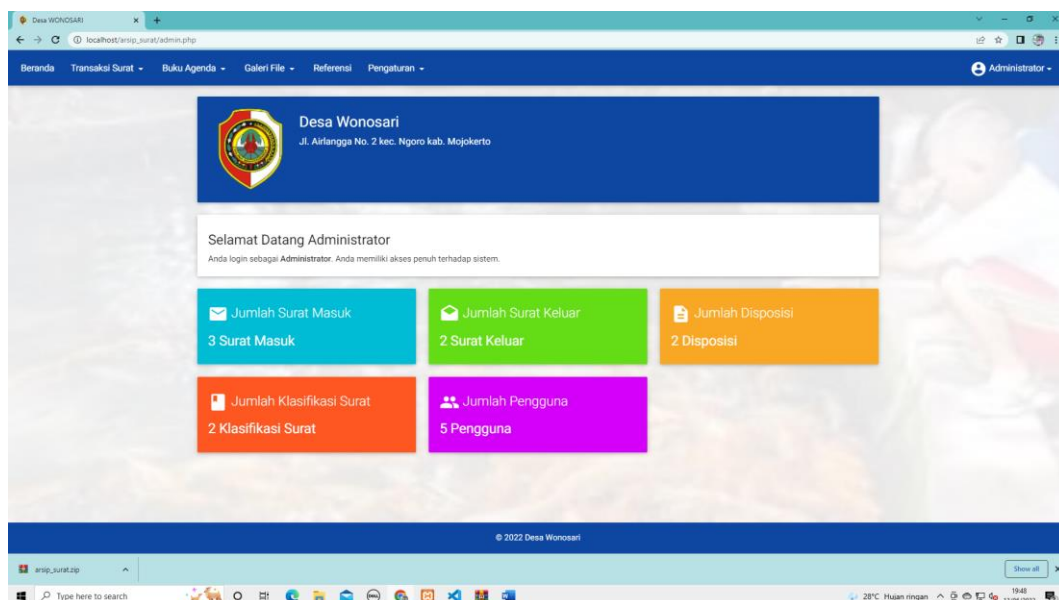 Desa WONOSARI
localhost/arsip_surat/admin.php
Beranda Transaksi Surat Buku Agenda Galeri File Referensi Pengaturan Administrator
Desa Wonosari
Jl. Airlangga No. 2 kec. Ngoro kab. Mojokerto
Selamat Datang Administrator
Anda login sebagai Administrator. Anda memiliki akses penuh terhadap sistem.
Jumlah Surat Masuk
3 Surat Masuk
Jumlah Surat Keluar
2 Surat Keluar
Jumlah Disposisi
2 Disposisi
Jumlah Klasifikasi Surat
2 Klasifikasi Surat
Jumlah Pengguna
5 Pengguna
© 2022 Desa Wonosari
arsip_surat.zip
Show all
Type here to search
28°C Hujan ringan
19:48